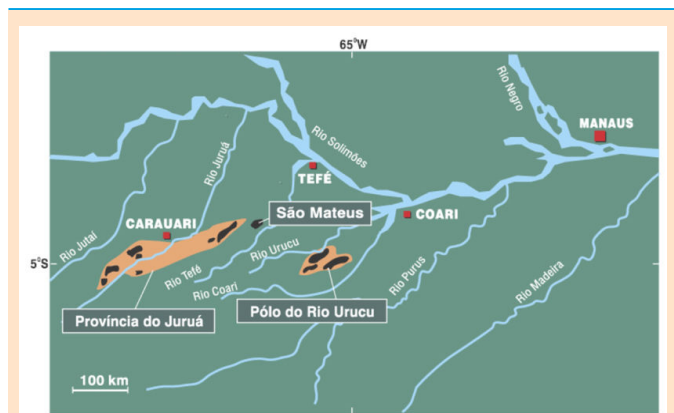 65°W
Rio Negro
MANAUS
Rio Solimões
Rio Juruá
TEFÉ
São Mateus
COARI
CARAUARI
Rio Jutaí
Rio Urucu
5°S
Rio Tefé
Rio Coari
Rio Purus
Rio Madeira
Província do Juruá
Pólo do Rio Urucu
100 km